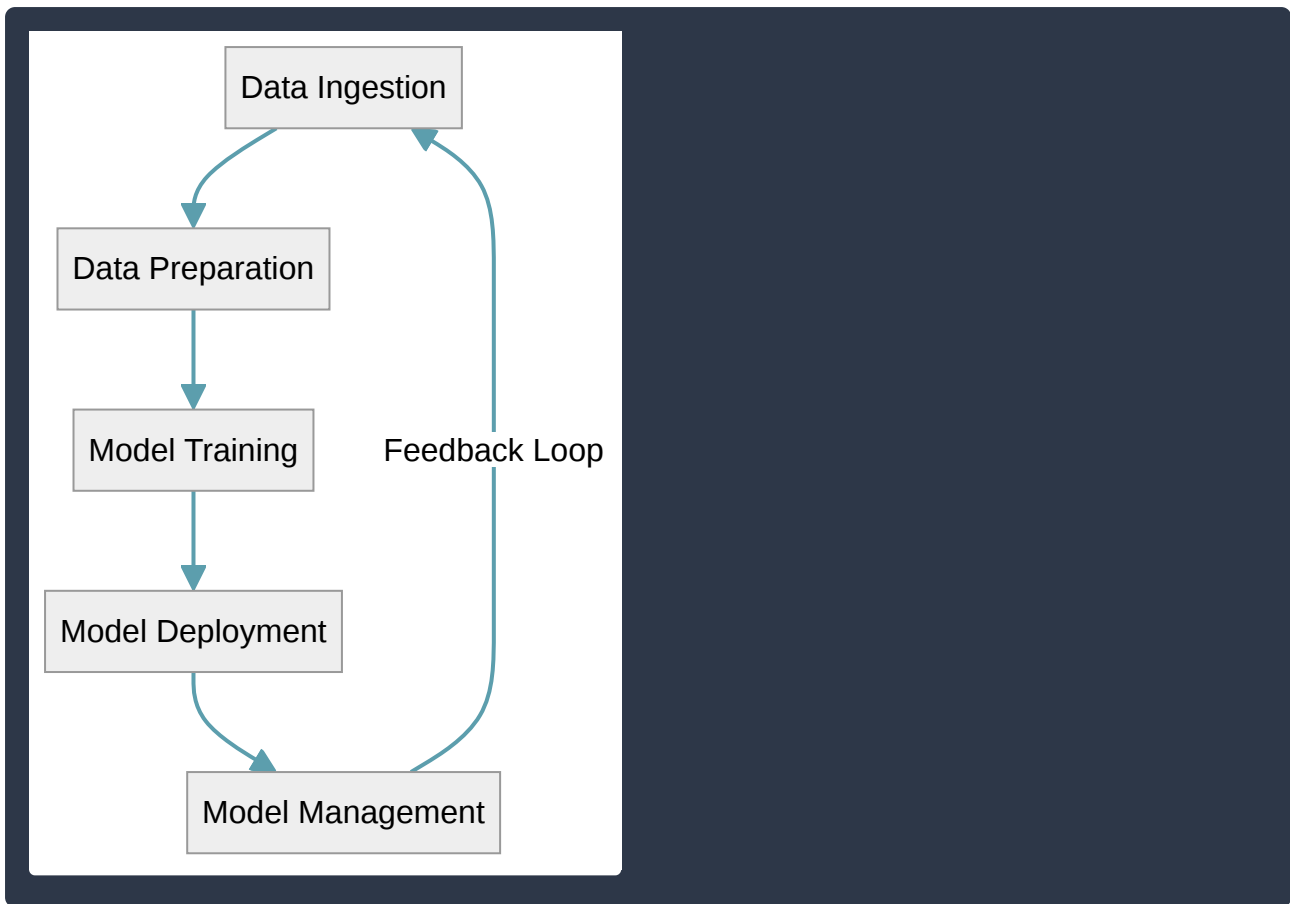 Data Ingestion
Data Preparation
Model Training
Feedback Loop
Model Deployment
Model Management